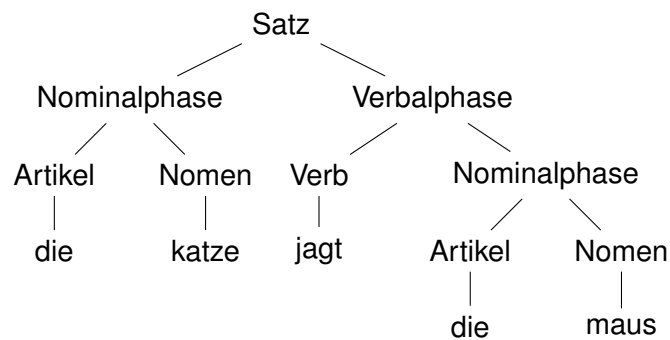 Satz
Nominalphase Verbalphase
Artikel Nomen Verb Nominalphase
die katze jagt Artikel Nomen
die maus